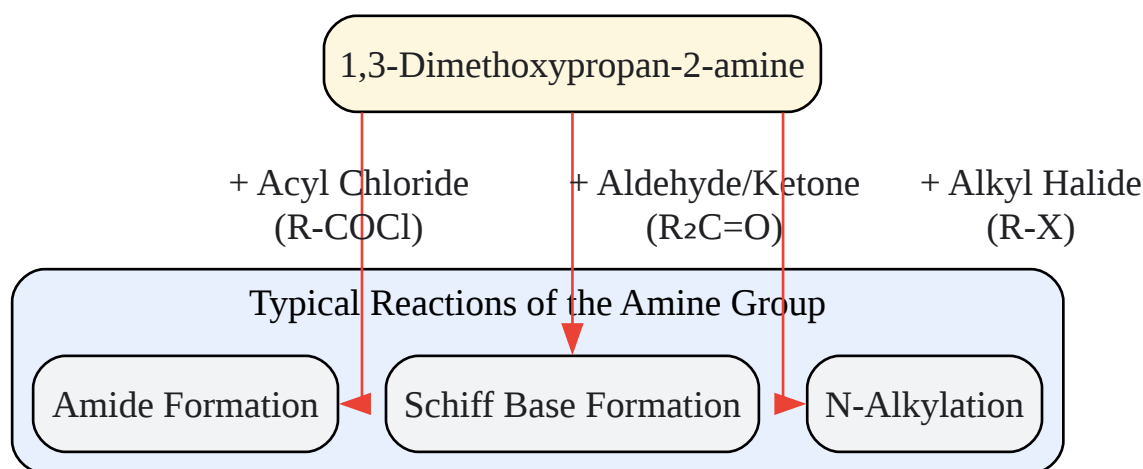 1,3-Dimethoxypropan-2-amine
+ Acyl Chloride
(R-COCl)
+ Aldehyde/Ketone
(R₂C=O)
+ Alkyl Halide
(R-X)
Typical Reactions of the Amine Group
Amide Formation
Schiff Base Formation
N-Alkylation